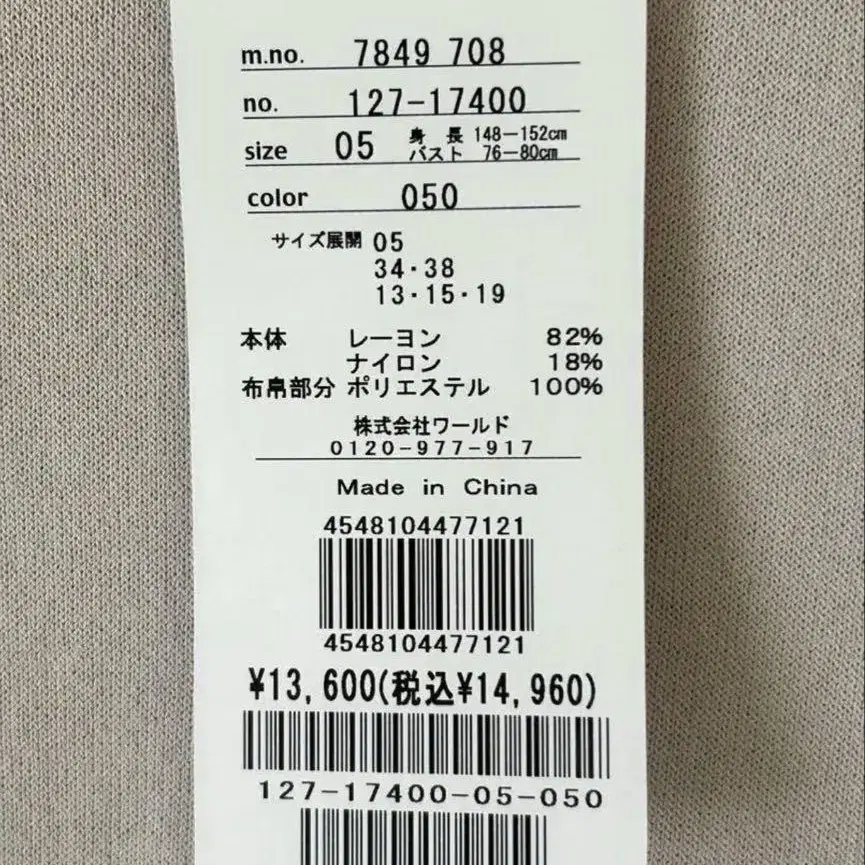 m.no. 7849 708
no. 127-17400
size 05 身長 148-152cm
バスト 76-80cm
color 050
サイズ展開 05
34・38
13・15・19
本体 レーヨン 82%
ナイロン 18%
布帛部分 ポリエステル 100%
株式会社ワールド
0120-977-917
Made in China
4548104477121
4548104477121
¥13,600(税込¥14,960)
127-17400-05-050